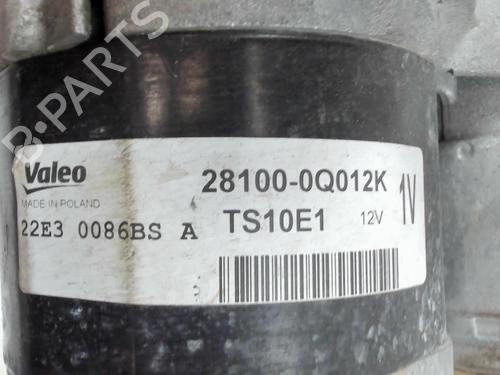 B-PARTS
Valeo
MADE IN POLAND
28100-0Q012K
1V
22E3 0086BS A
TS10E1
12V